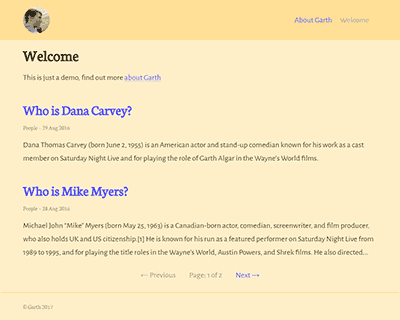 About Garth Welcome
Welcome
This is just a demo, find out more about Garth
Who is Dana Carvey?
People - 29 Aug 2016
Dana Thomas Carvey (born June 2, 1955) is an American actor and stand-up comedian known for his work as a cast
member on Saturday Night Live and for playing the role of Garth Algar in the Wayne's World films.
Who is Mike Myers?
People - 28 Aug 2016
Michael John "Mike" Myers (born May 25, 1963) is a Canadian-born actor, comedian, screenwriter, and film producer,
who also holds UK and US citizenship.[1] He is known for his run as a featured performer on Saturday Night Live from
1989 to 1995, and for playing the title roles in the Wayne's World, Austin Powers, and Shrek films. He also directed...
← Previous Page: 1 of 2 Next →
© Garth 2017